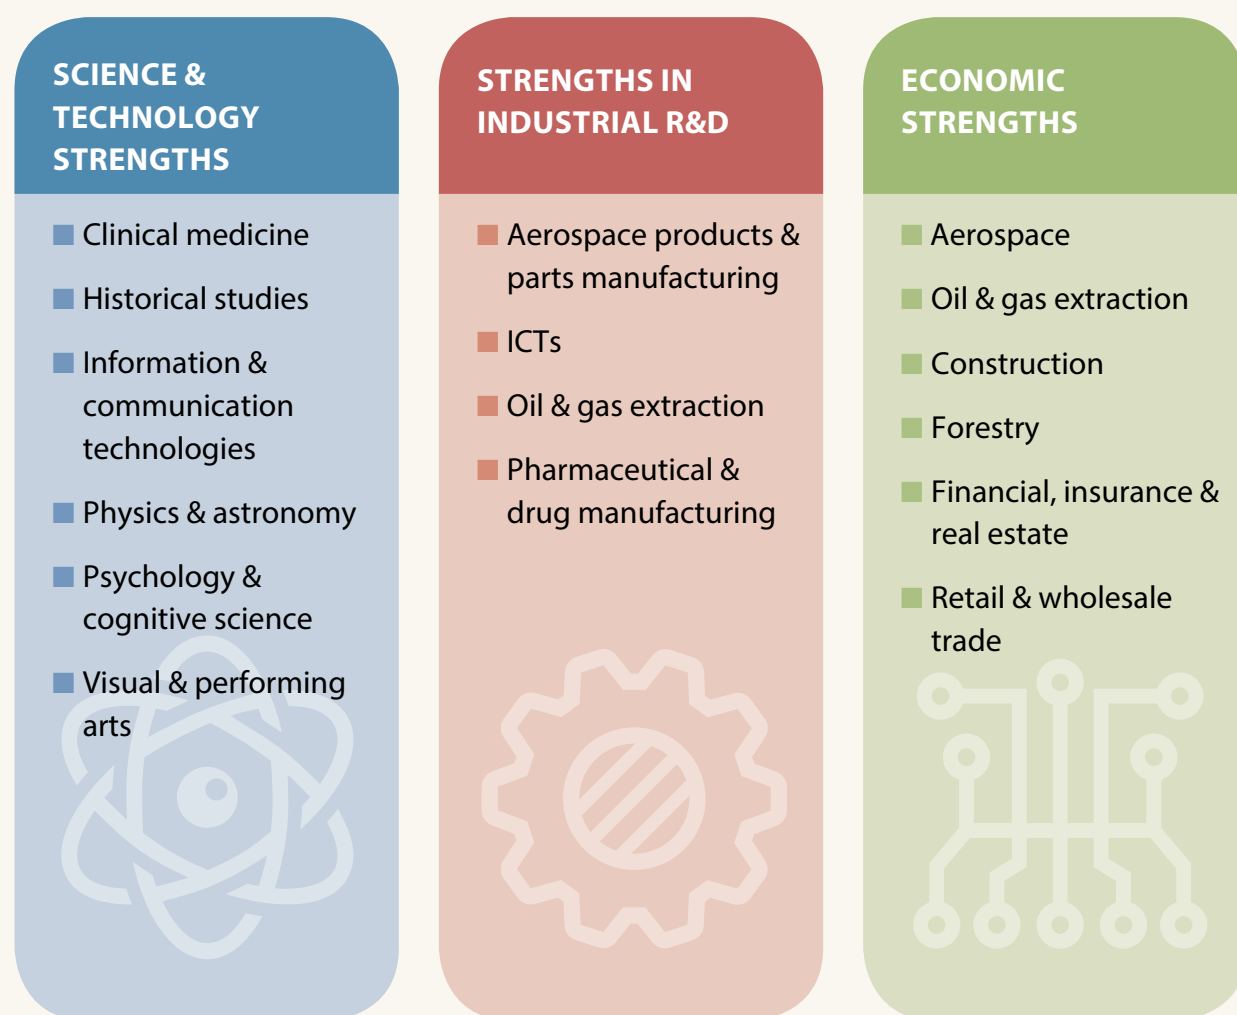 SCIENCE &
TECHNOLOGY
STRENGTHS
Clinical medicine
Historical studies
Information &
communication
technologies
Physics & astronomy
Psychology &
cognitive science
Visual & performing
arts
STRENGTHS IN
INDUSTRIAL R&D
Aerospace products &
parts manufacturing
ICTs
Oil & gas extraction
Pharmaceutical &
drug manufacturing
ECONOMIC
STRENGTHS
Aerospace
Oil & gas extraction
Construction
Forestry
Financial, insurance &
real estate
Retail & wholesale
trade